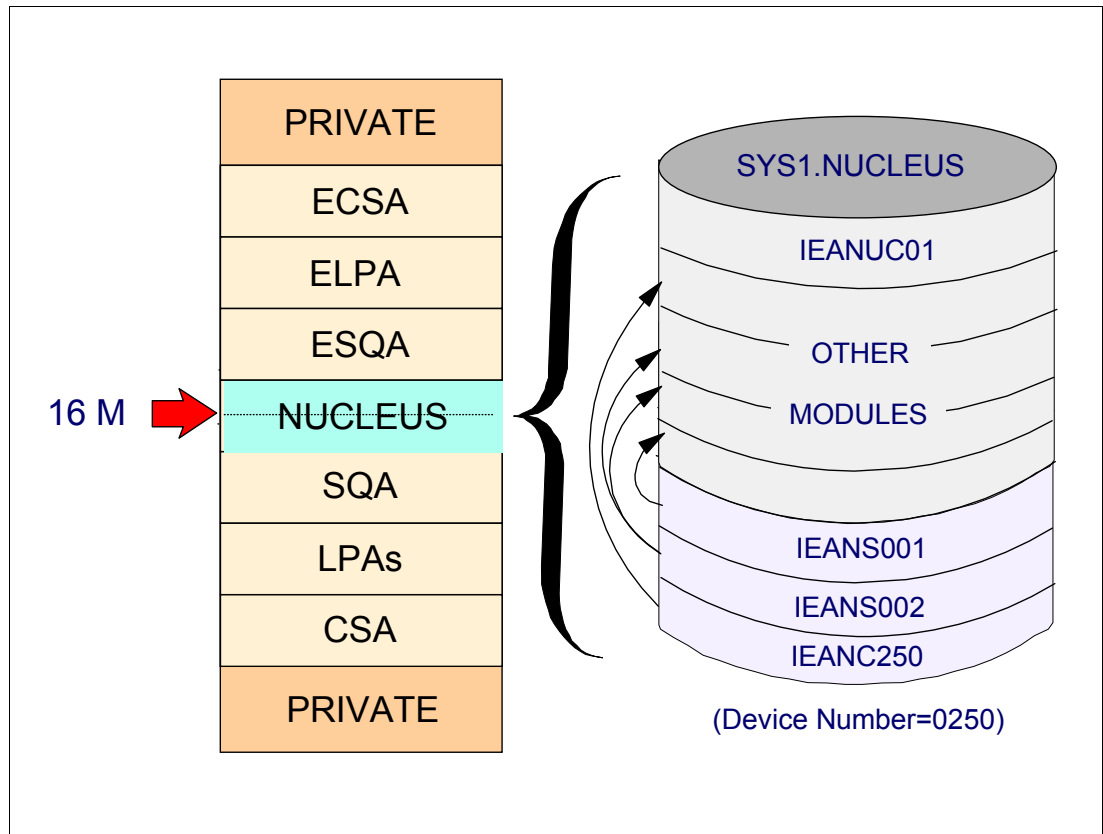 PRIVATE
ECSA
ELPA
ESQA
16 M
NUCLEUS
SQA
LPAs
CSA
PRIVATE
SYS1.NUCLEUS
IEANUC01
OTHER
MODULES
IEANS001
IEANS002
IEANC250
(Device Number=0250)